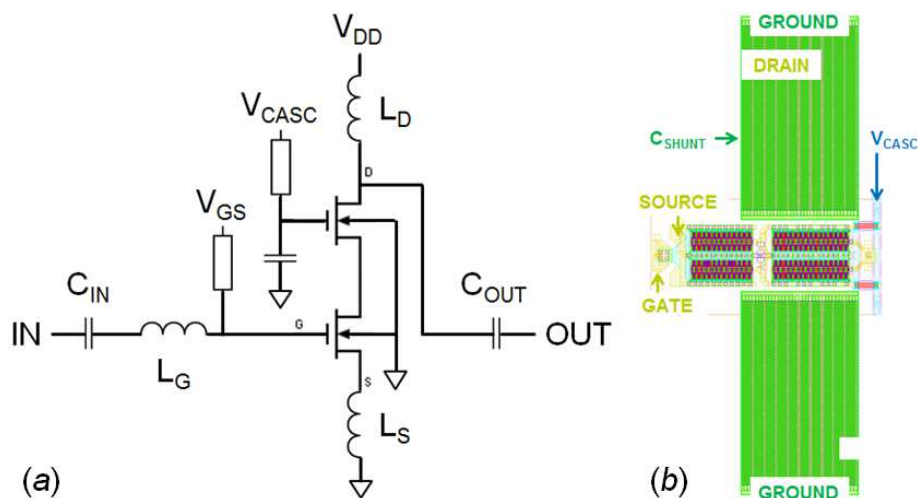 V_DD
L_D
V_CASC
D
V_GS
C_IN
C_OUT
IN
G
OUT
L_G
S
L_S
(a)
GROUND
DRAIN
C_SHUNT
V_CASC
SOURCE
GATE
GROUND
(b)